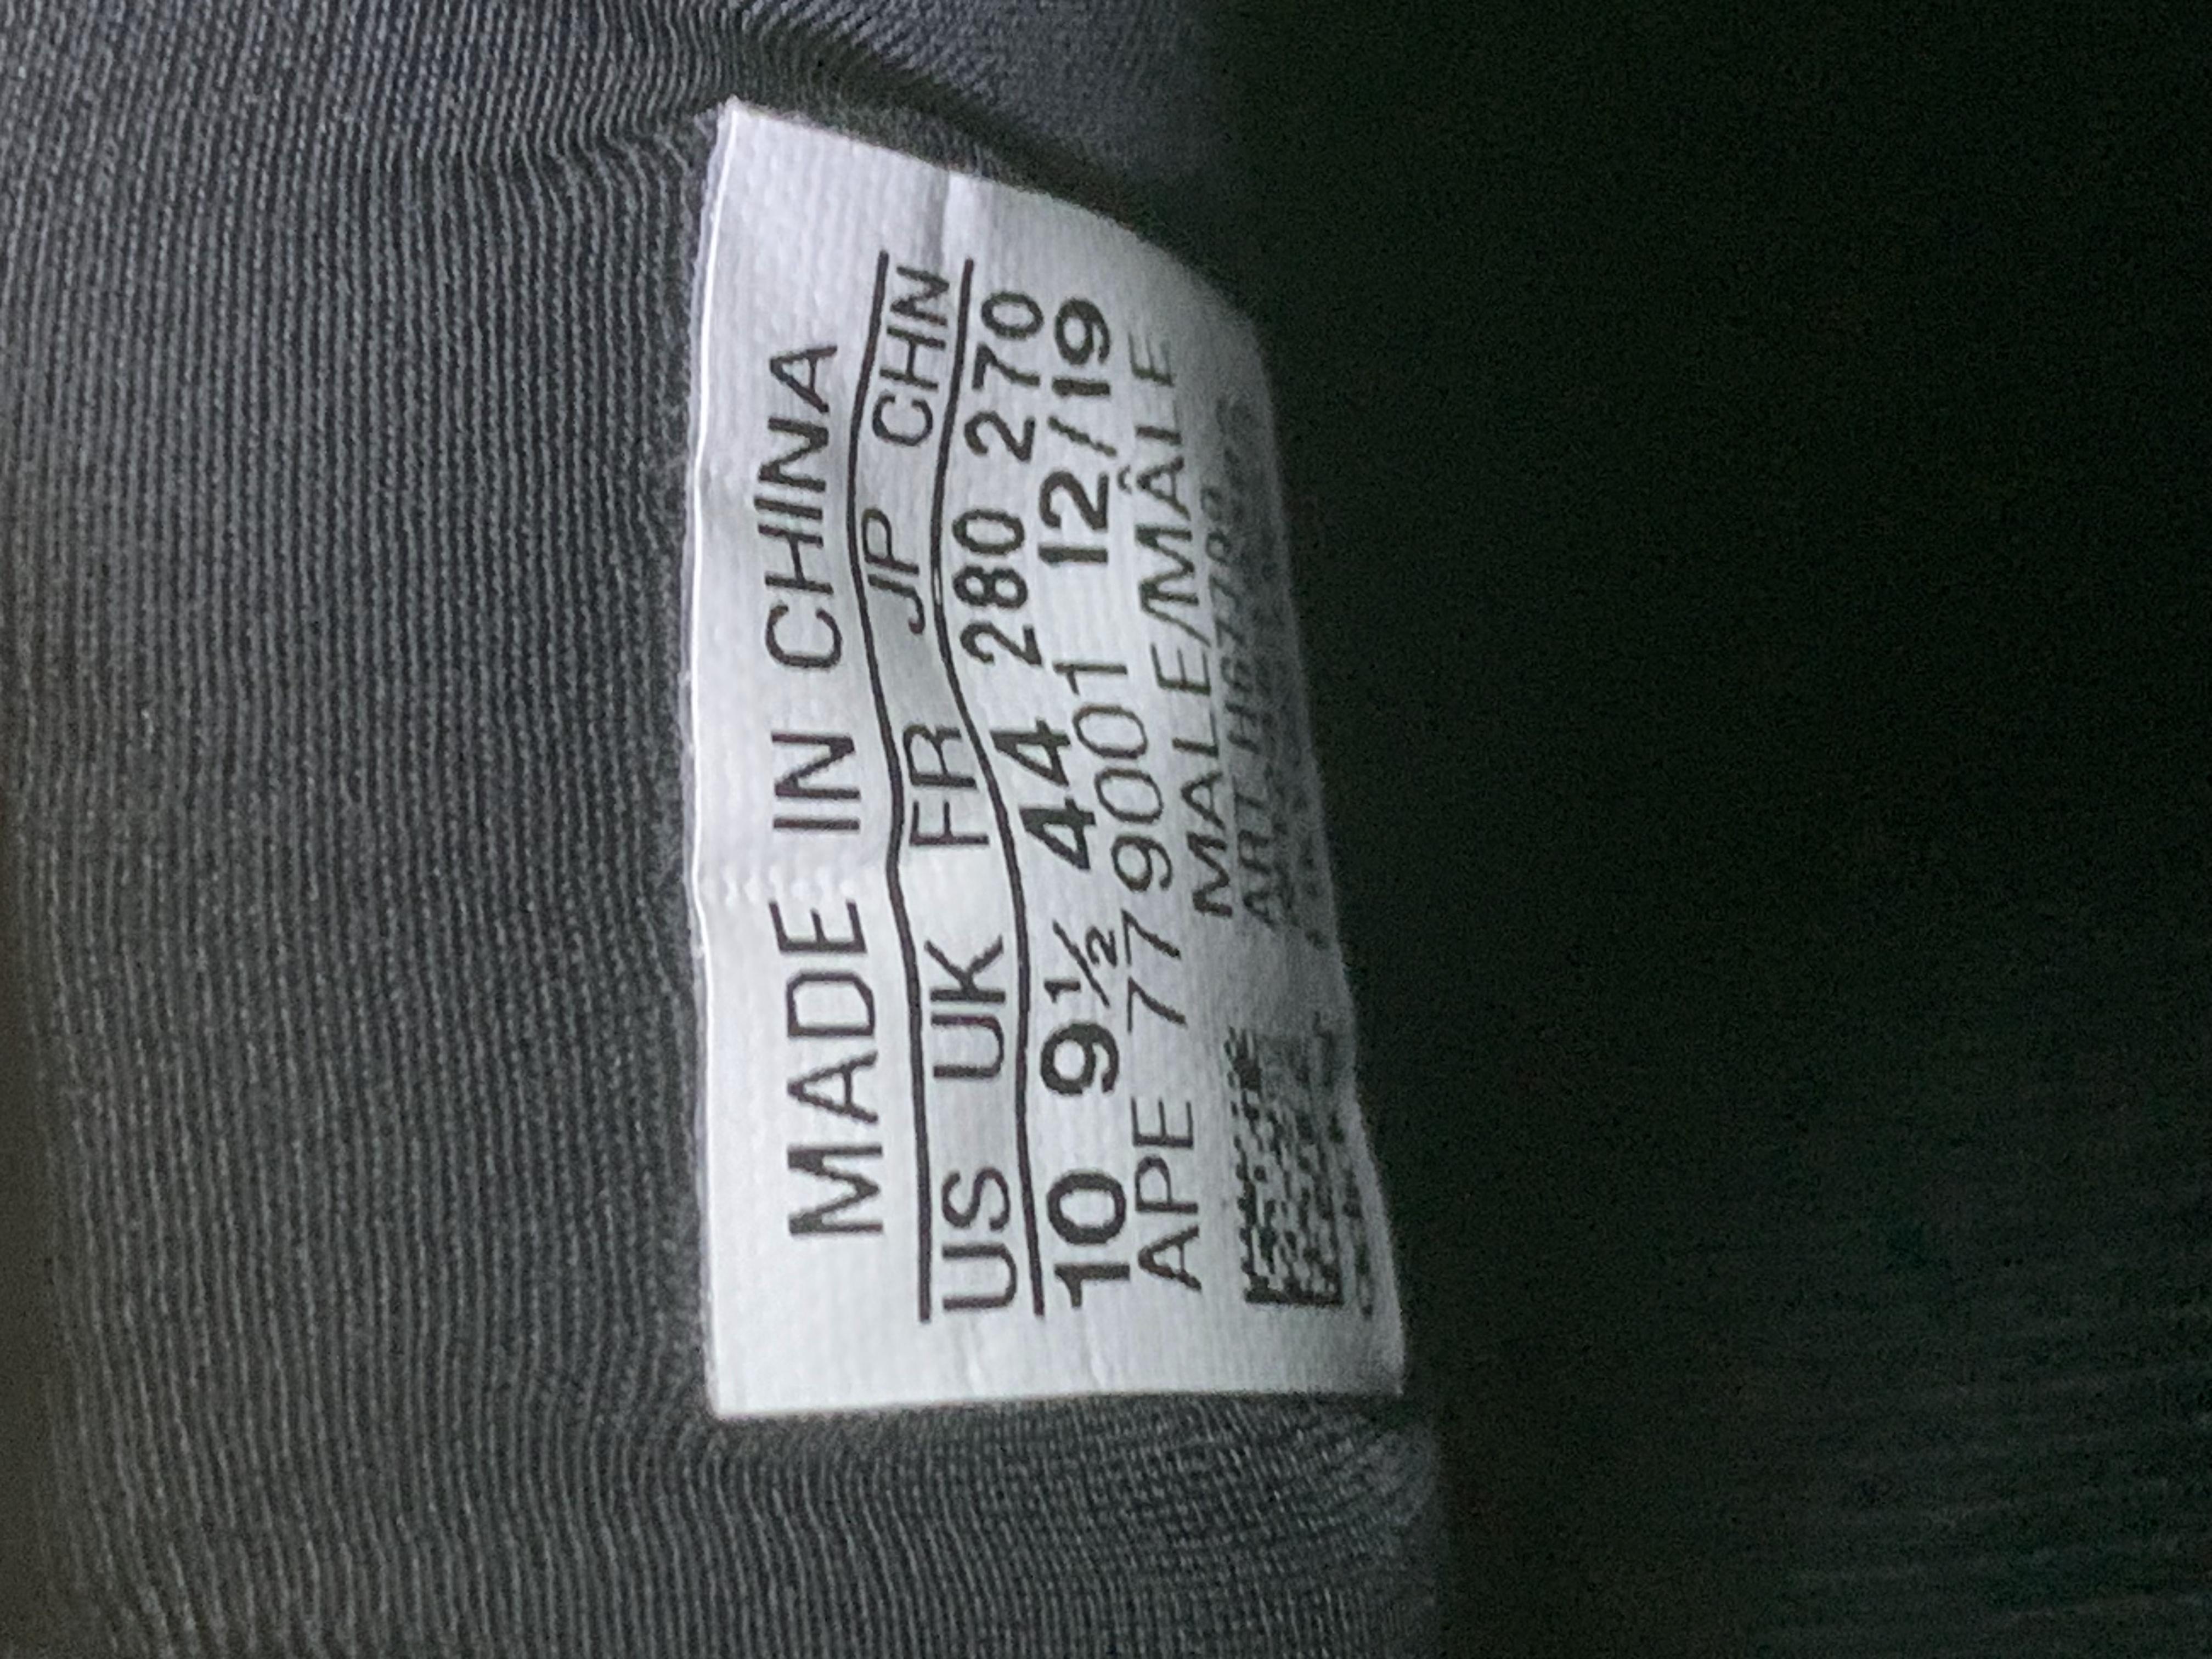 MADE IN CHINA
US UK FR JP CHN
10 9½ 44 280 270
APE 779001 12/19
MALE/MÂLE